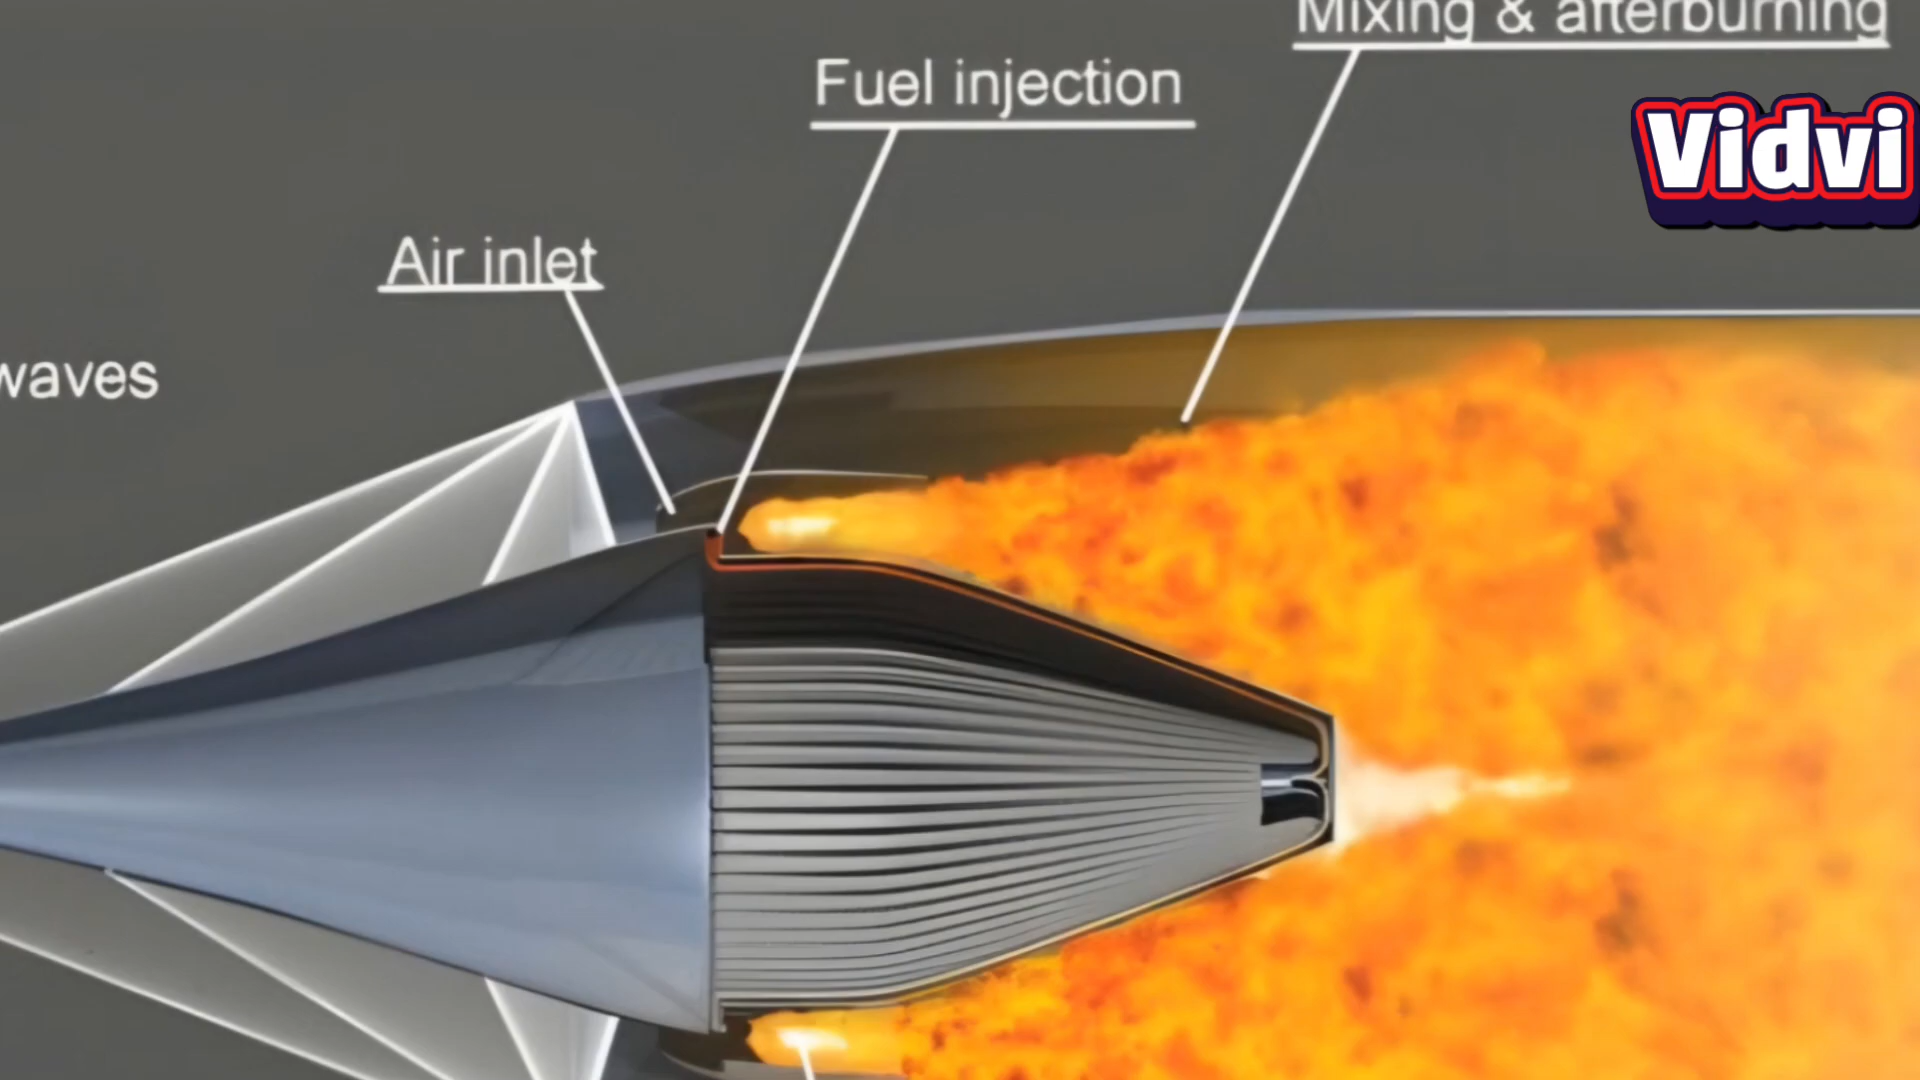 Mixing & afterburning
Fuel injection
Vidvi
Air inlet
waves